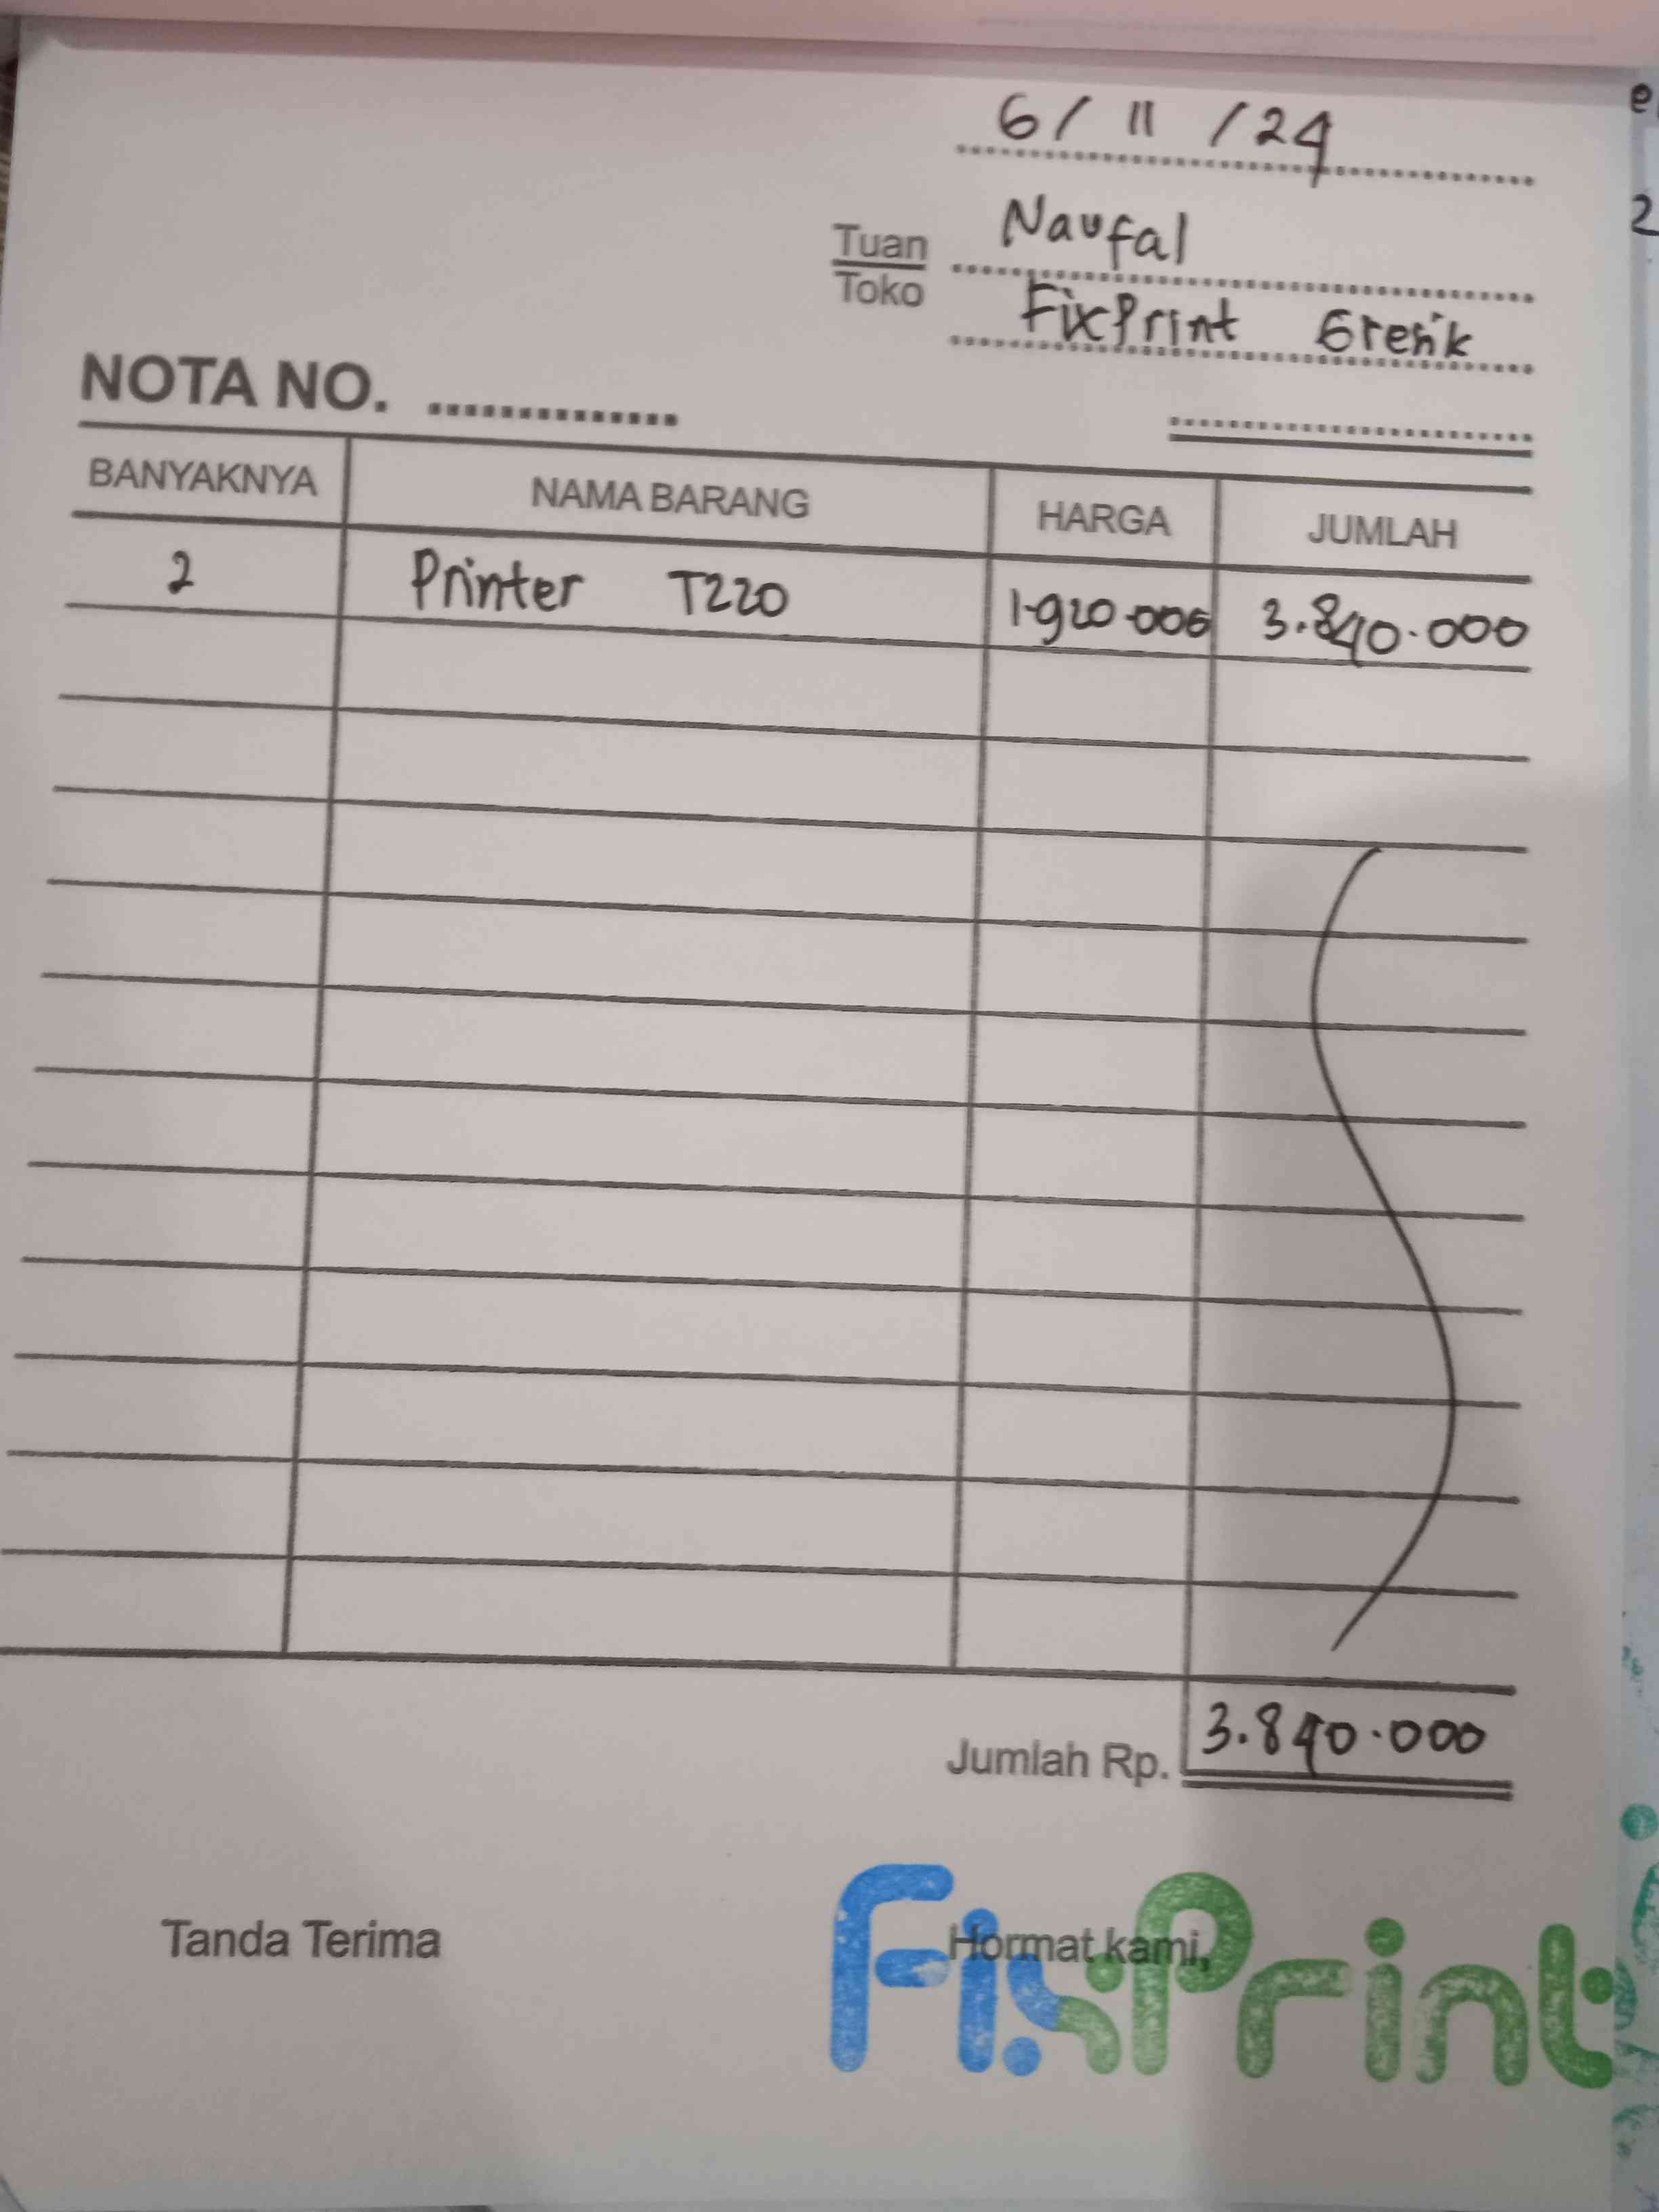 6/11/24
Tuan
Toko
Naufal
FixPrint Gresik
NOTA NO. ...............
BANYAKNYA NAMA BARANG HARGA JUMLAH
2 Printer T220 1.920.000 3.840.000
Jumlah Rp. 3.840.000
Tanda Terima Hormat kami,
FixPrint